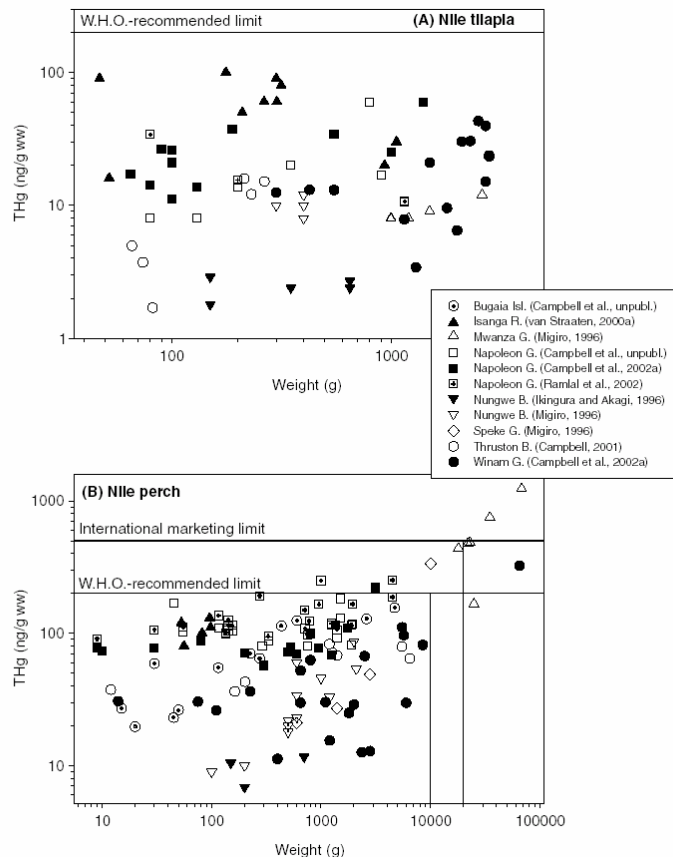 W.H.O.-recommended limit
(A) Nile tilapia
THg (ng/g ww)
100
10
1
100
1000
Weight (g)
Bugaia Isl. (Campbell et al., unpubl.)
Isanga R. (van Straaten, 2000a)
Mwanza G. (Migiro, 1996)
Napoleon G. (Campbell et al., unpubl.)
Napoleon G. (Campbell et al., 2002a)
Napoleon G. (Ramlal et al., 2002)
Nungwe B. (Ikingura and Akagi, 1996)
Nungwe B. (Migiro, 1996)
Speke G. (Migiro, 1996)
Thruston B. (Campbell, 2001)
Winam G. (Campbell et al., 2002a)
(B) Nile perch
International marketing limit
W.H.O.-recommended limit
THg (ng/g ww)
1000
100
10
10
100
1000
10000
100000
Weight (g)